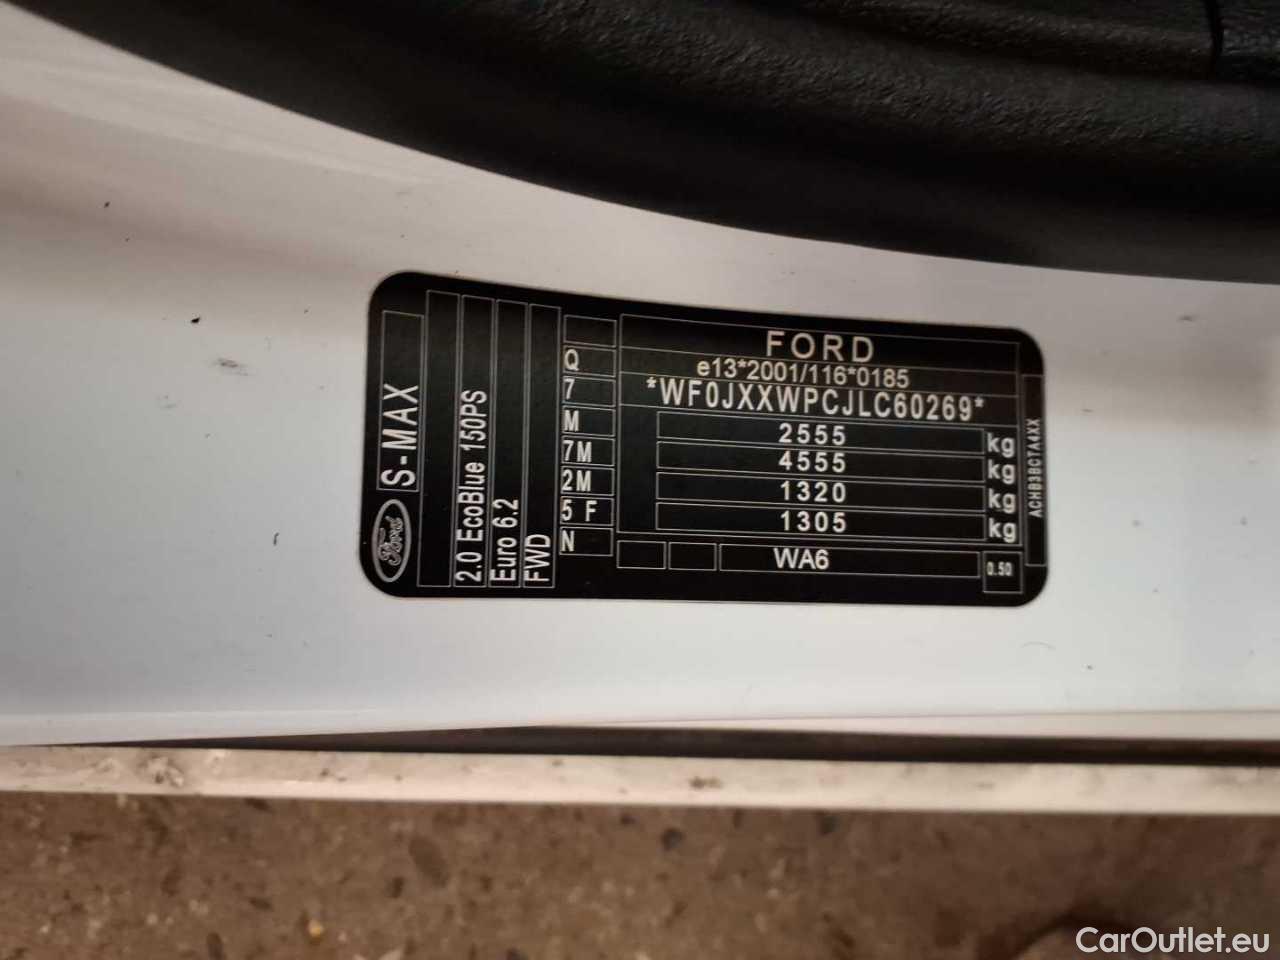 FORD
e13*2001/116*0185
*WF0JXXWPCJLC60269*
2555 kg
4555 kg
1320 kg
1305 kg
WA6
0.50
Q
7
M
7M
2M
5 F
N
S-MAX
Ford
2.0 EcoBlue 150PS
Euro 6.2
FWD
ACHB3BCTA4XX
CarOutlet.eu